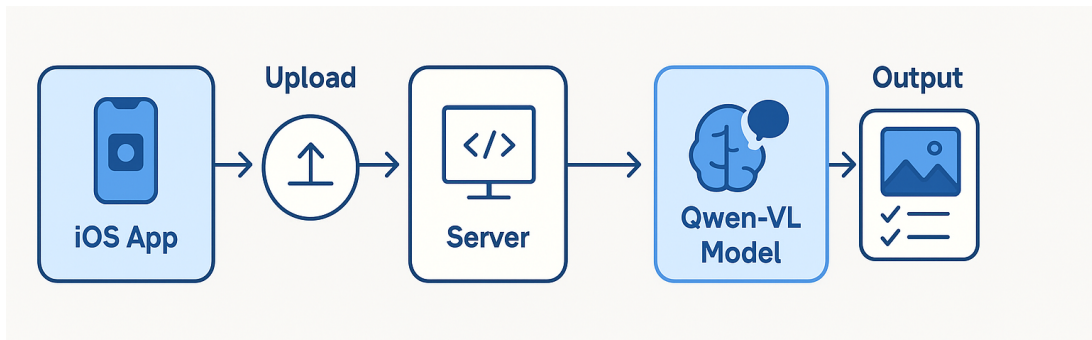 Upload
Output
iOS App
</>
Server
Qwen-VL
Model